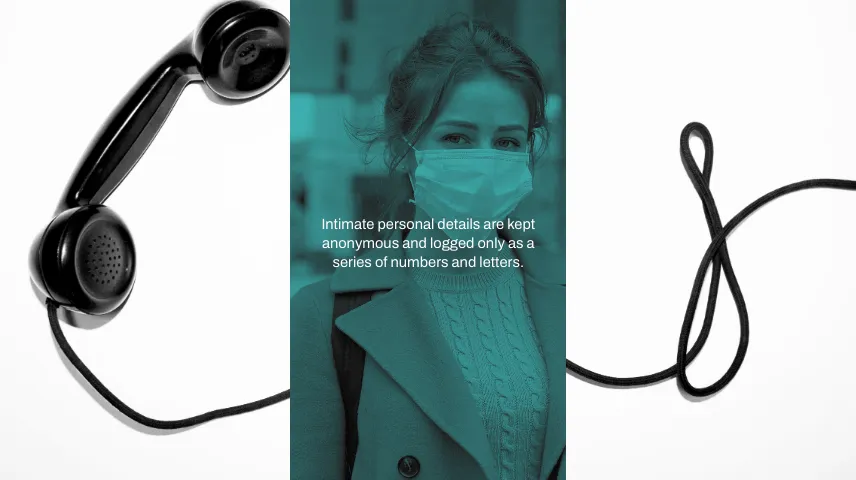 Intimate personal details are kept
anonymous and logged only as a
series of numbers and letters.